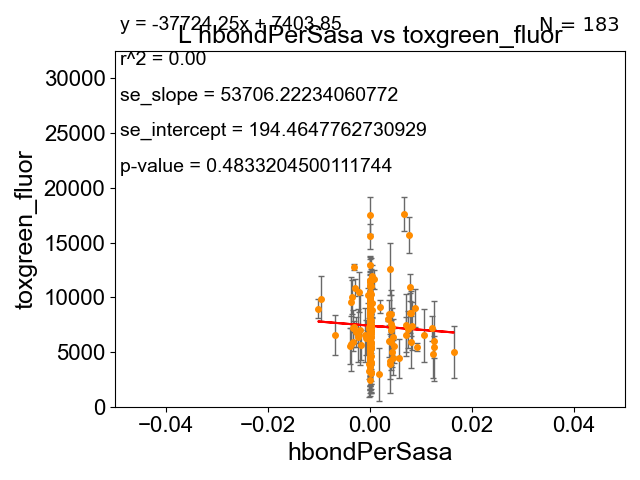 y = -37724.25x + 7403.85
N = 183
L hbondPerSasa vs toxgreen_fluor
r^2 = 0.00
se_slope = 53706.22234060772
se_intercept = 194.4647762730929
p-value = 0.4833204500111744
toxgreen_fluor
30000
25000
20000
15000
10000
5000
0
−0.04 −0.02 0.00 0.02 0.04
hbondPerSasa